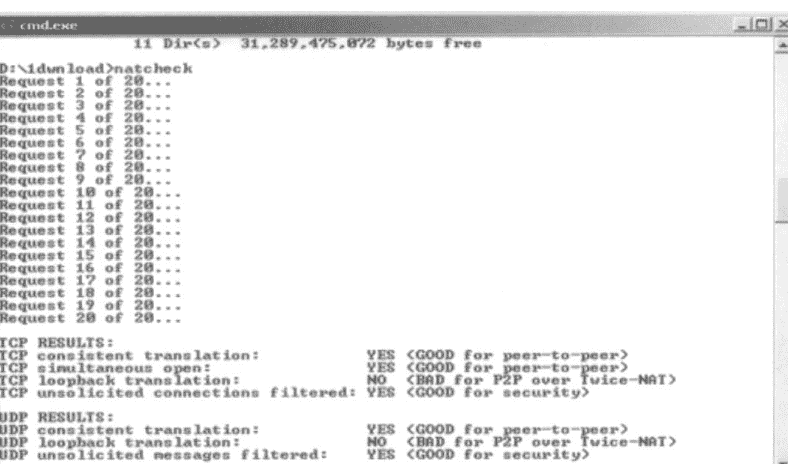 cmd.exe
11 Dir(s) 31,289,475,072 bytes free
D:\1dwnload>natcheck
Request 1 of 20...
Request 2 of 20...
Request 3 of 20...
Request 4 of 20...
Request 5 of 20...
Request 6 of 20...
Request 7 of 20...
Request 8 of 20...
Request 9 of 20...
Request 10 of 20...
Request 11 of 20...
Request 12 of 20...
Request 13 of 20...
Request 14 of 20...
Request 15 of 20...
Request 16 of 20...
Request 17 of 20...
Request 18 of 20...
Request 19 of 20...
Request 20 of 20...
TCP RESULTS:
TCP consistent translation: YES (GOOD for peer-to-peer)
TCP simultaneous open: YES (GOOD for peer-to-peer)
TCP loopback translation: NO (BAD for P2P over Twice-NAT)
TCP unsolicited connections filtered: YES (GOOD for security)
UDP RESULTS:
UDP consistent translation: YES (GOOD for peer-to-peer)
UDP loopback translation: NO (BAD for P2P over Twice-NAT)
UDP unsolicited messages filtered: YES (GOOD for security)